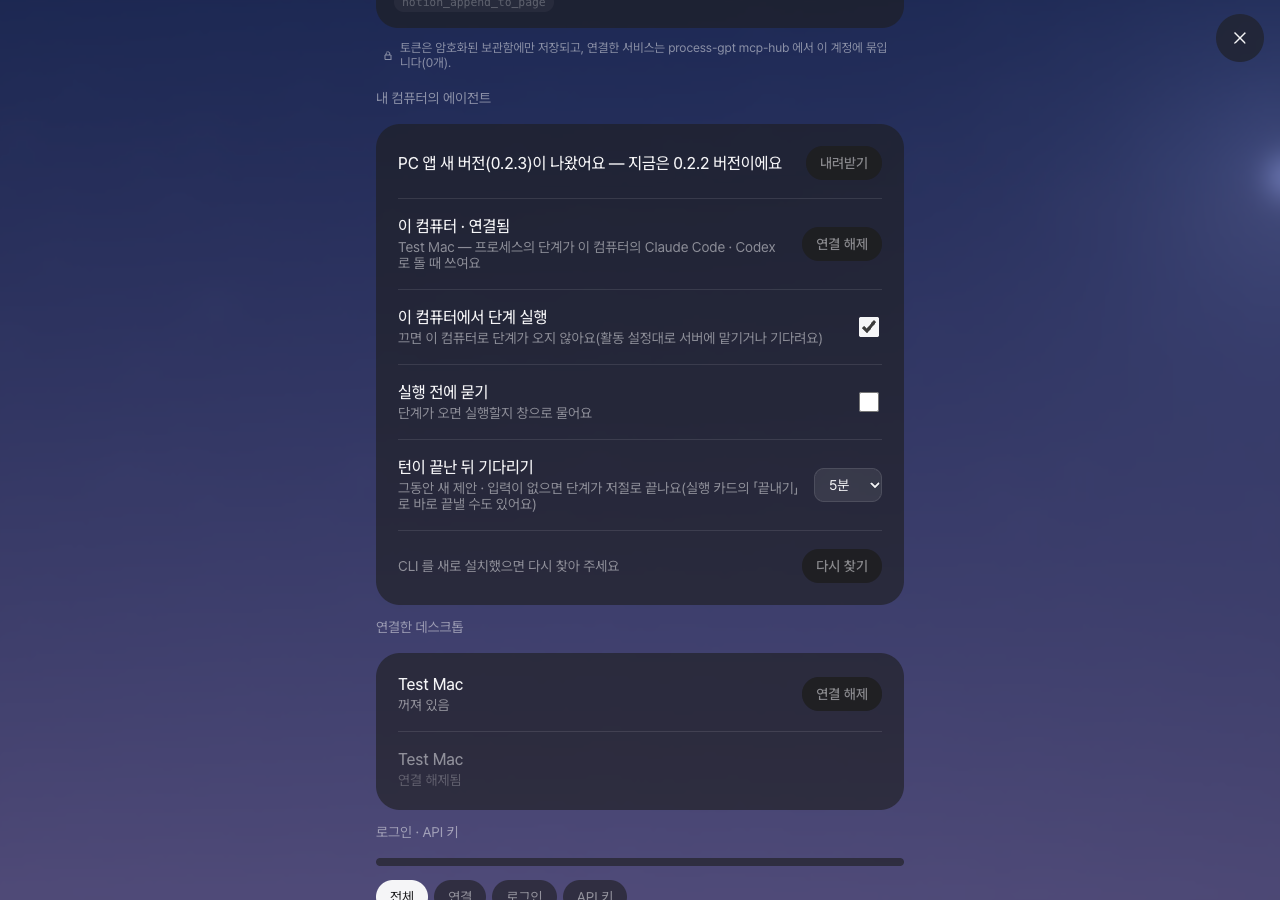 notion_append_to_page
토큰은 암호화된 보관함에만 저장되고, 연결한 서비스는 process-gpt mcp-hub 에서 이 계정에 묶입
니다(0개).
내 컴퓨터의 에이전트
PC 앱 새 버전(0.2.3)이 나왔어요 — 지금은 0.2.2 버전이에요
내려받기
이 컴퓨터 · 연결됨
Test Mac — 프로세스의 단계가 이 컴퓨터의 Claude Code · Codex
로 돌 때 쓰여요
연결 해제
이 컴퓨터에서 단계 실행
끄면 이 컴퓨터로 단계가 오지 않아요(활동 설정대로 서버에 맡기거나 기다려요)
실행 전에 묻기
단계가 오면 실행할지 창으로 물어요
턴이 끝난 뒤 기다리기
그동안 새 제안 · 입력이 없으면 단계가 저절로 끝나요(실행 카드의 「끝내기」
로 바로 끝낼 수도 있어요)
5분
CLI 를 새로 설치했으면 다시 찾아 주세요
다시 찾기
연결한 데스크톱
Test Mac
꺼져 있음
연결 해제
Test Mac
연결 해제됨
로그인 · API 키
전체 연결 로그인 API 키